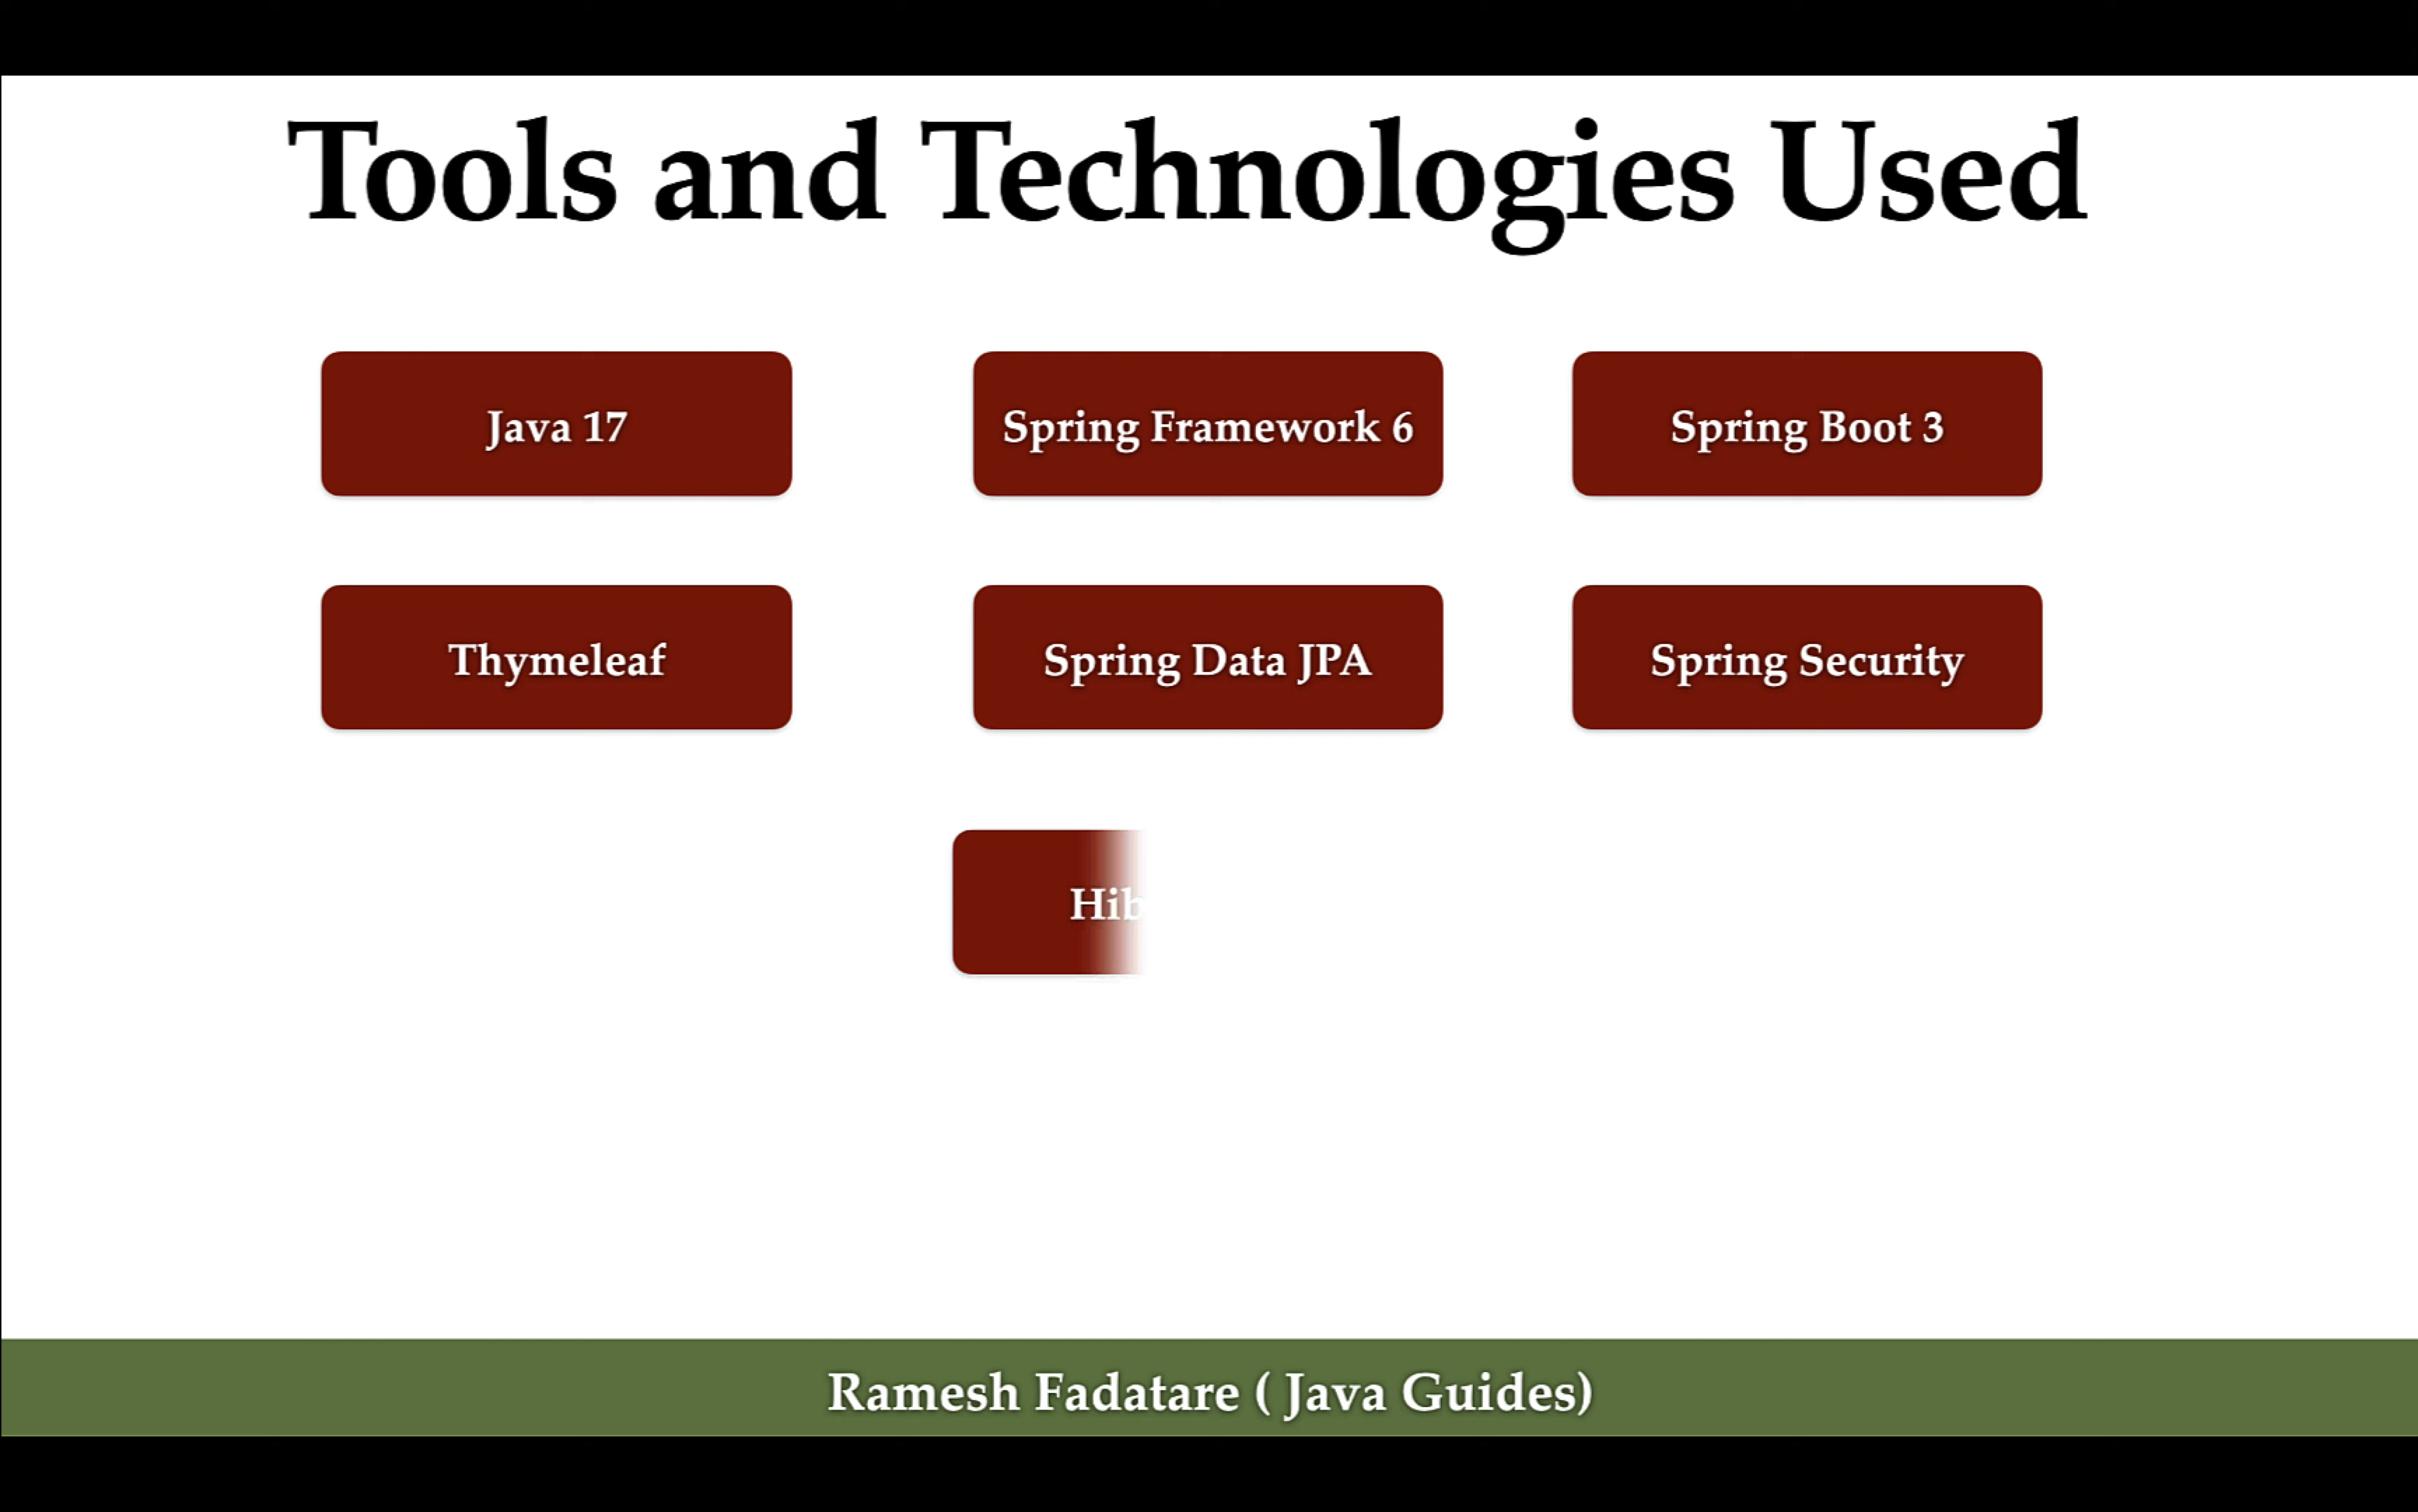 Tools and Technologies Used
Java 17
Spring Framework 6
Spring Boot 3
Thymeleaf
Spring Data JPA
Spring Security
Hib
Ramesh Fadatare ( Java Guides)